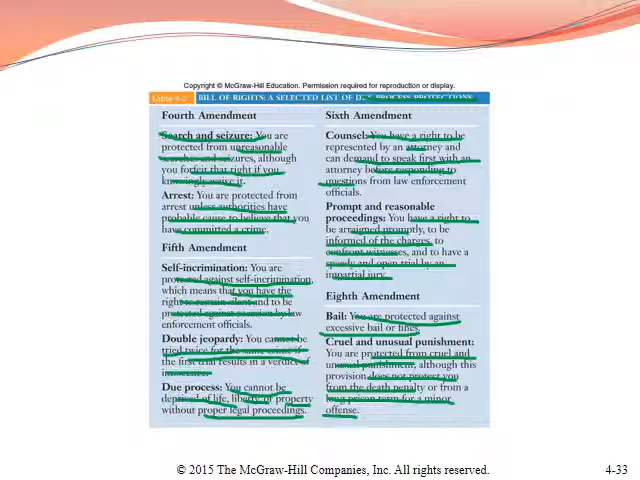 Copyright © McGraw-Hill Education. Permission required for reproduction or display.
BILL OF RIGHTS: A SELECTED LIST OF DUE PROCESS PROTECTIONS
Fourth Amendment
Search and seizure: You are
protected from unreasonable
searches and seizures, although
you forfeit that right if you
knowingly waive it.
Arrest: You are protected from
arrest unless authorities have
probable cause to believe that you
have committed a crime.
Fifth Amendment
Self-incrimination: You are
protected against self-incrimination,
which means that you have the
right to remain silent and to be
protected against coercion by law
enforcement officials.
Double jeopardy: You cannot be
tried twice for the same crime if
the first trial results in a verdict of
innocence.
Due process: You cannot be
deprived of life, liberty, or property
without proper legal proceedings.
Sixth Amendment
Counsel: You have a right to be
represented by an attorney and
can demand to speak first with an
attorney before responding to
questions from law enforcement
officials.
Prompt and reasonable
proceedings: You have a right to
be arraigned promptly, to be
informed of the charges, to
confront witnesses, and to have a
speedy and open trial by an
impartial jury.
Eighth Amendment
Bail: You are protected against
excessive bail or fines.
Cruel and unusual punishment:
You are protected from cruel and
unusual punishment, although this
provision does not protect you
from the death penalty or from a
long prison term for a minor
offense.
© 2015 The McGraw-Hill Companies, Inc. All rights reserved.
4-33